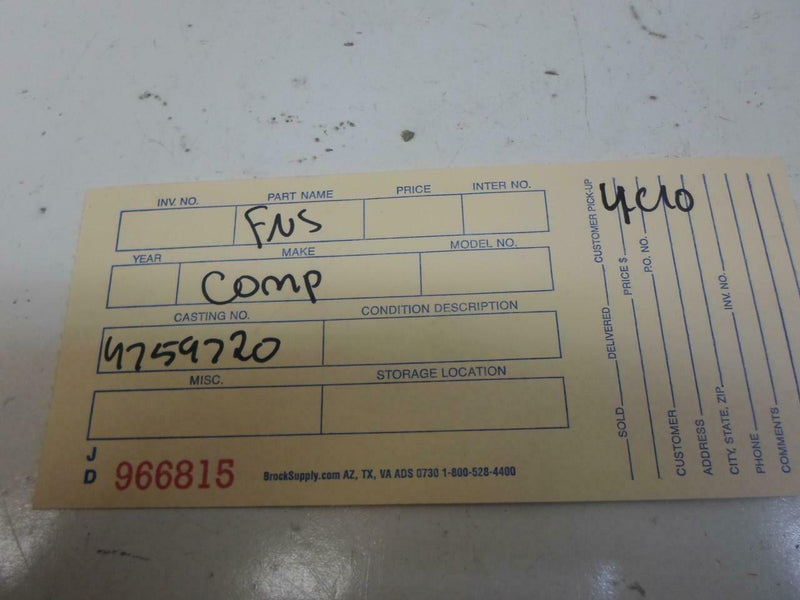 INV. NO. PART NAME PRICE INTER NO.
FNS
YEAR MAKE MODEL NO.
Comp
CASTING NO. CONDITION DESCRIPTION
4759720
MISC. STORAGE LOCATION
J
D 966815 BrockSupply.com AZ, TX, VA ADS 0730 1-800-528-4400
SOLD DELIVERED CUSTOMER PICK-UP
PRICE $
P.O. NO.
CUSTOMER
ADDRESS
CITY, STATE, ZIP INV. NO.
PHONE
COMMENTS